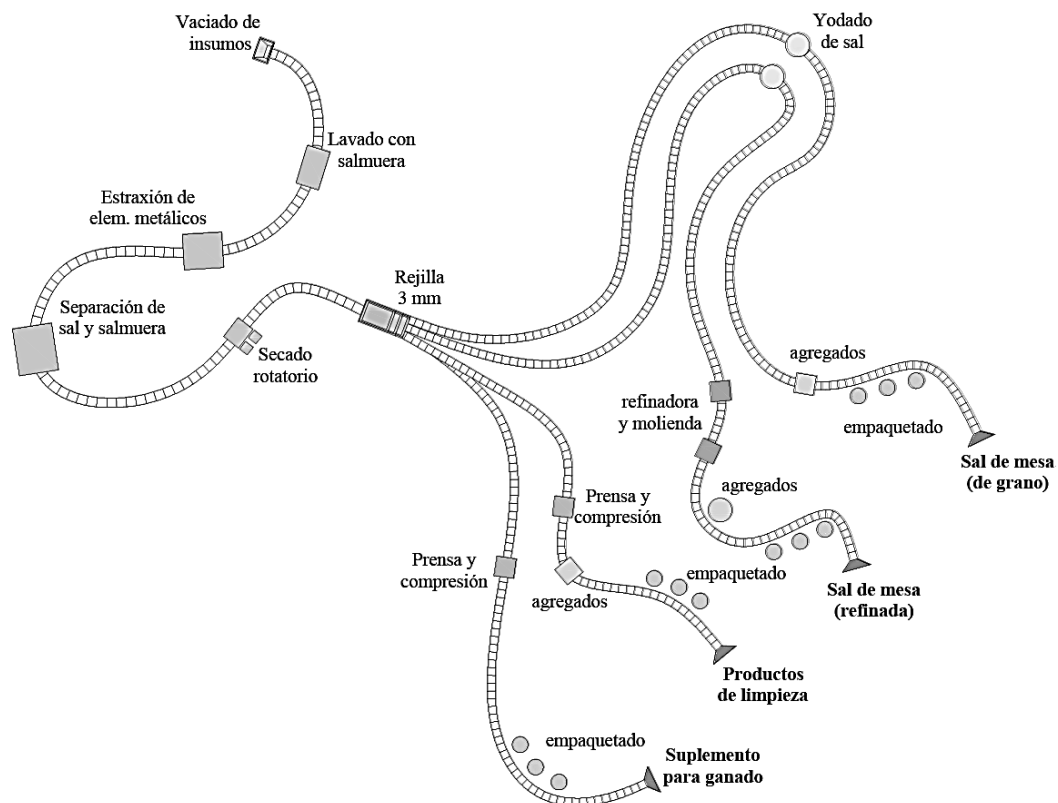 Vaciado de
insumos
Yodado
de sal
Lavado con
salmuera
Estraxión de
elem. metálicos
Rejilla
3 mm
Separación de
sal y salmuera
Secado
rotatorio
agregados
refinadora
y molienda
empaquetado
Sal de mesa
(de grano)
agregados
Prensa y
compresión
Prensa y
compresión
empaquetado
agregados
Sal de mesa
(refinada)
Productos
de limpieza
empaquetado
Suplemento
para ganado